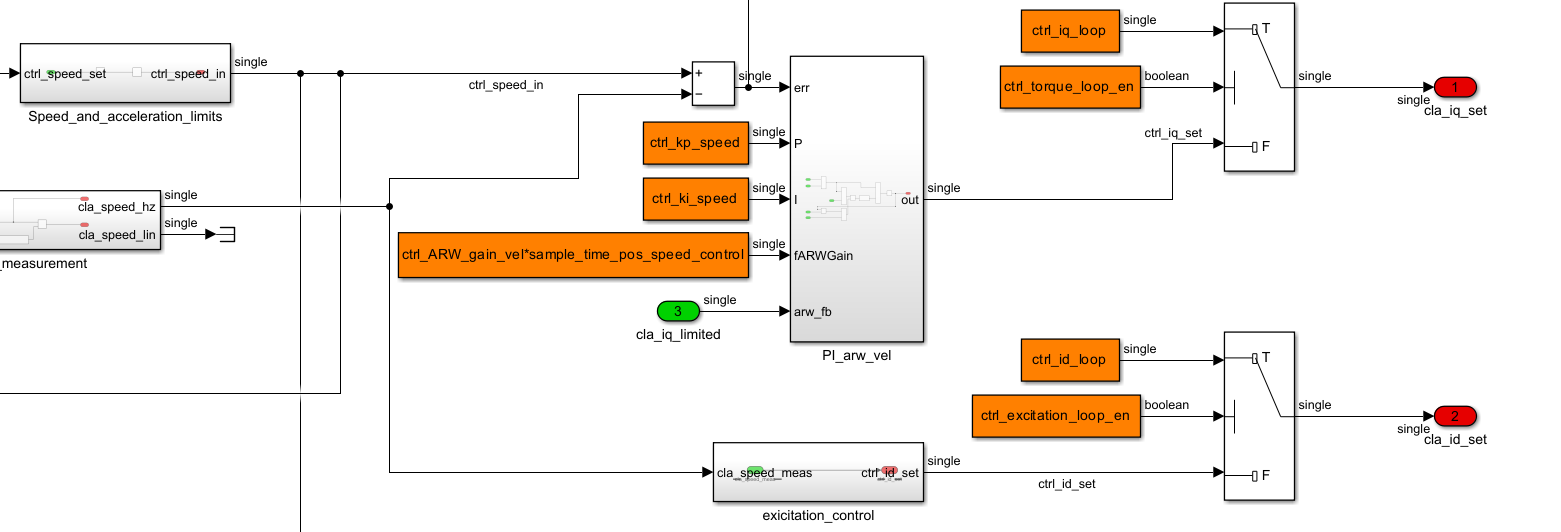 ctrl_speed_set
ctrl_speed_in
single
Speed_and_acceleration_limits
ctrl_speed_in
+
−
single
cla_speed_hz
single
cla_speed_lin
single
_measurement
ctrl_kp_speed
single
ctrl_ki_speed
single
ctrl_ARW_gain_vel*sample_time_pos_speed_control
single
3
single
cla_iq_limited
err
P
I
fARWGain
arw_fb
out
single
PI_arw_vel
ctrl_iq_loop
single
ctrl_torque_loop_en
boolean
ctrl_iq_set
T
F
single
single
1
cla_iq_set
cla_speed_meas
ctrl_id_set
single
exicitation_control
ctrl_id_set
ctrl_id_loop
single
ctrl_excitation_loop_en
boolean
T
F
single
single
2
cla_id_set